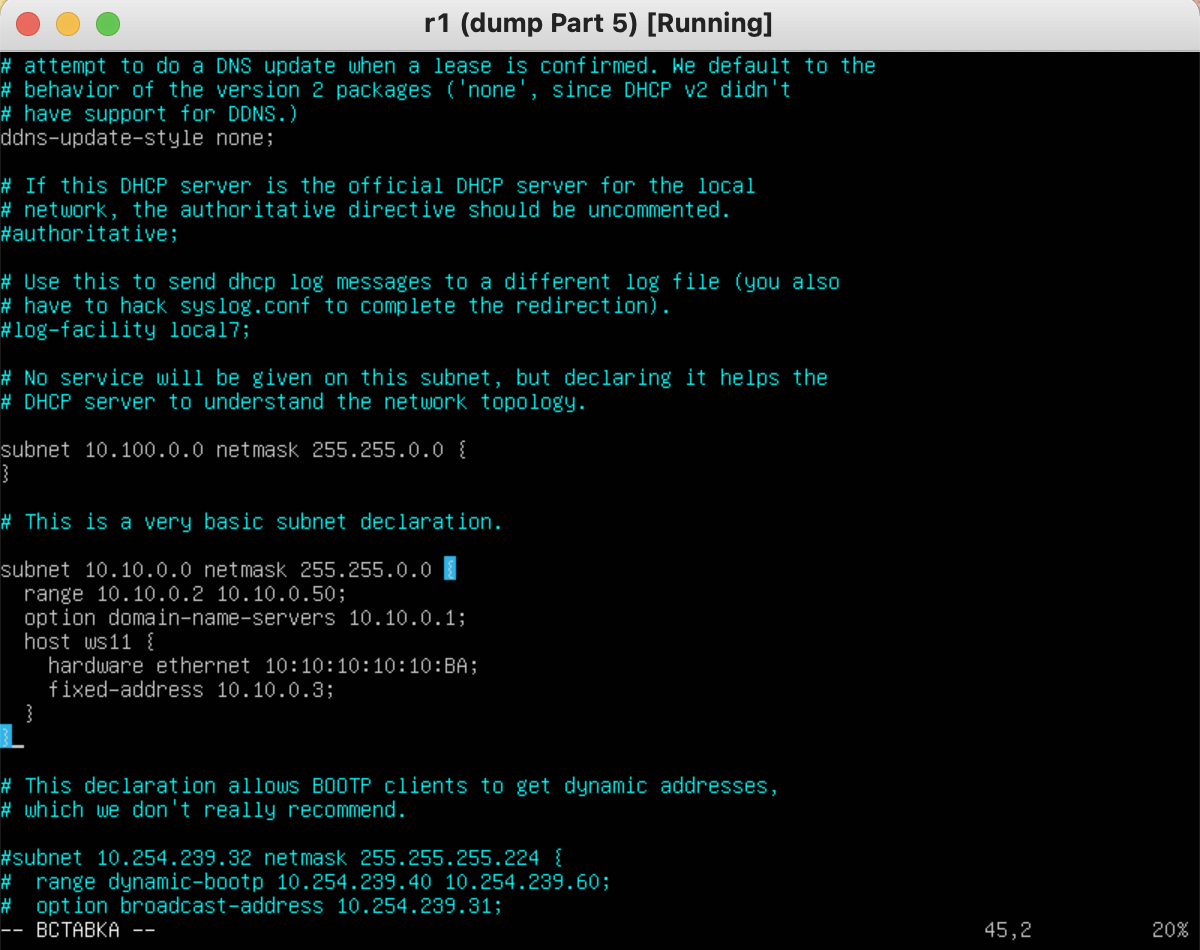 r1 (dump Part 5) [Running]
# attempt to do a DNS update when a lease is confirmed. We default to the
# behavior of the version 2 packages ('none', since DHCP v2 didn't
# have support for DDNS.)
ddns-update-style none;
# If this DHCP server is the official DHCP server for the local
# network, the authoritative directive should be uncommented.
#authoritative;
# Use this to send dhcp log messages to a different log file (you also
# have to hack syslog.conf to complete the redirection).
#log-facility local7;
# No service will be given on this subnet, but declaring it helps the
# DHCP server to understand the network topology.
subnet 10.100.0.0 netmask 255.255.0.0 {
}
# This is a very basic subnet declaration.
subnet 10.10.0.0 netmask 255.255.0.0 {
  range 10.10.0.2 10.10.0.50;
  option domain-name-servers 10.10.0.1;
  host ws11 {
    hardware ethernet 10:10:10:10:10:BA;
    fixed-address 10.10.0.3;
  }
}
# This declaration allows BOOTP clients to get dynamic addresses,
# which we don't really recommend.
#subnet 10.254.239.32 netmask 255.255.255.224 {
#  range dynamic-bootp 10.254.239.40 10.254.239.60;
#  option broadcast-address 10.254.239.31;
-- ВСТАВКА -- 45,2 20%